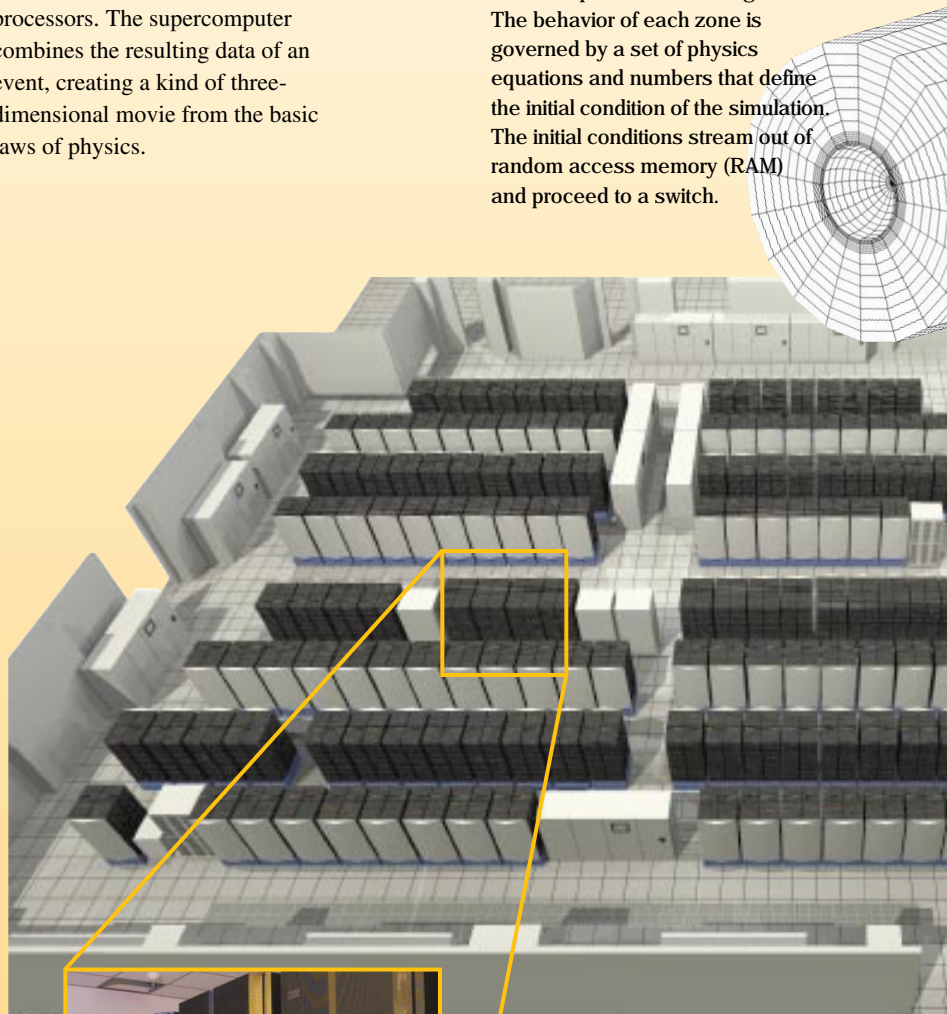 processors. The supercomputer
combines the resulting data of an
event, creating a kind of three-
dimensional movie from the basic
laws of physics.
The behavior of each zone is
governed by a set of physics
equations and numbers that define
the initial condition of the simulation.
The initial conditions stream out of
random access memory (RAM)
and proceed to a switch.